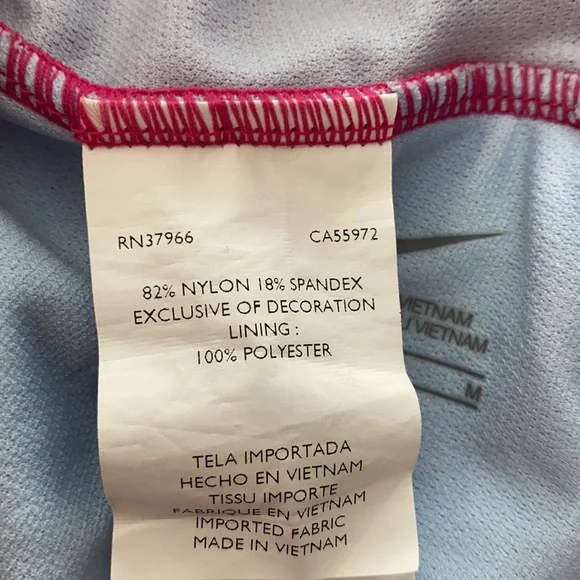 RN37966 CA55972
82% NYLON 18% SPANDEX
EXCLUSIVE OF DECORATION
LINING :
100% POLYESTER
TELA IMPORTADA
HECHO EN VIETNAM
TISSU IMPORTE
FABRIQUE EN VIETNAM
IMPORTED FABRIC
MADE IN VIETNAM
VIETNAM
U VIETNAM
M